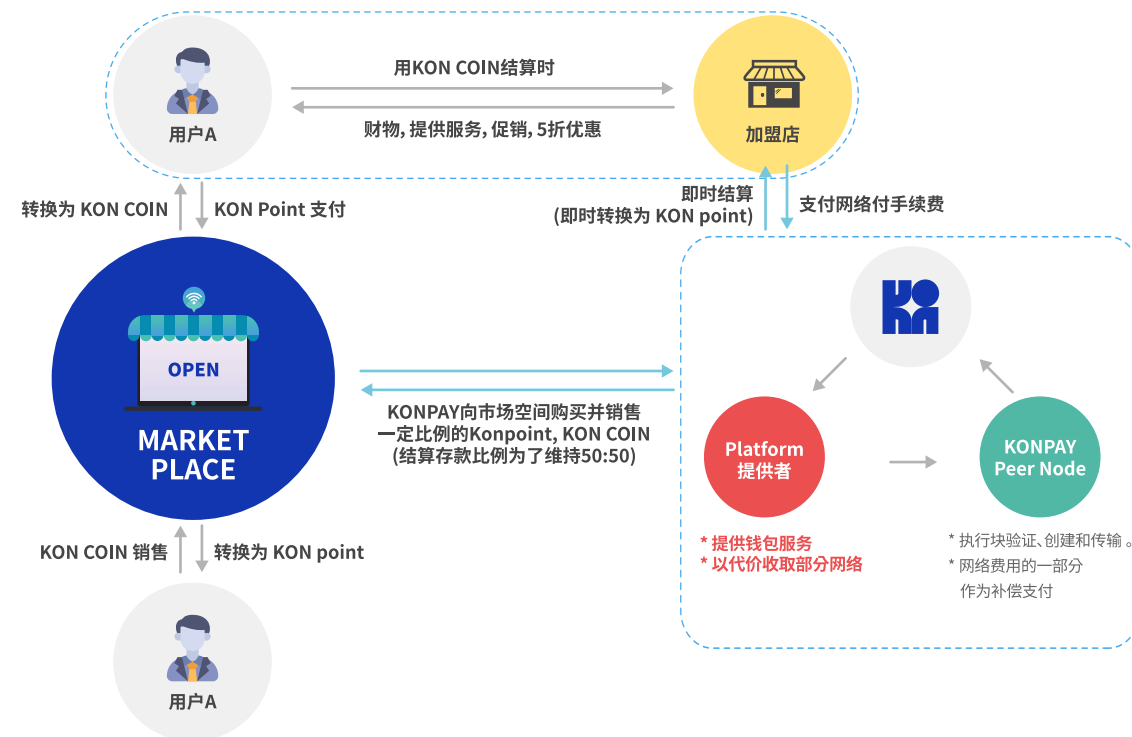 用KON COIN结算时
用户A
加盟店
财物, 提供服务, 促销, 5折优惠
转换为 KON COIN
KON Point 支付
即时结算
(即时转换为 KON point)
支付网络付手续费
KON
OPEN
MARKET
PLACE
KONPAY向市场空间购买并销售
一定比例的Konpoint, KON COIN
(结算存款比例为了维持50:50)
Platform
提供者
KONPAY
Peer Node
* 提供钱包服务
* 以代价收取部分网络
* 执行块验证、创建和传输 。
* 网络费用的一部分
作为补偿支付
KON COIN 销售
转换为 KON point
用户A